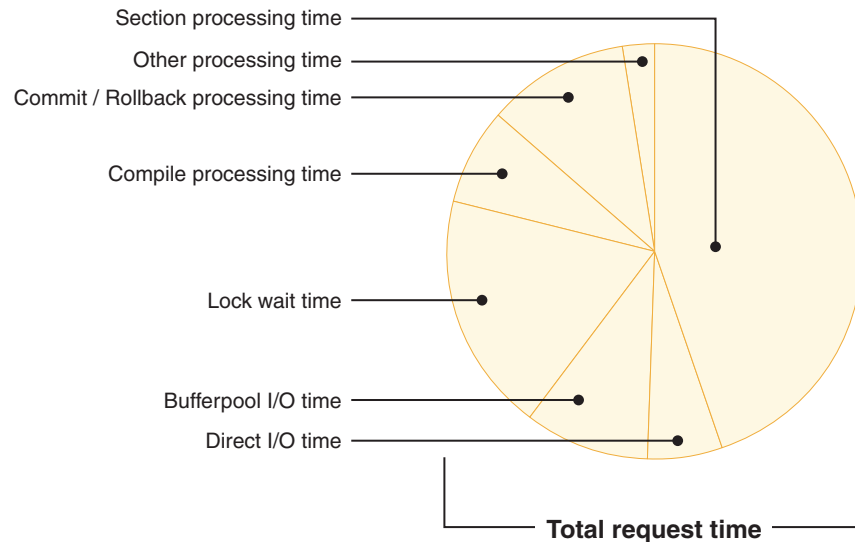 Section processing time
Other processing time
Commit / Rollback processing time
Compile processing time
Lock wait time
Bufferpool I/O time
Direct I/O time
Total request time